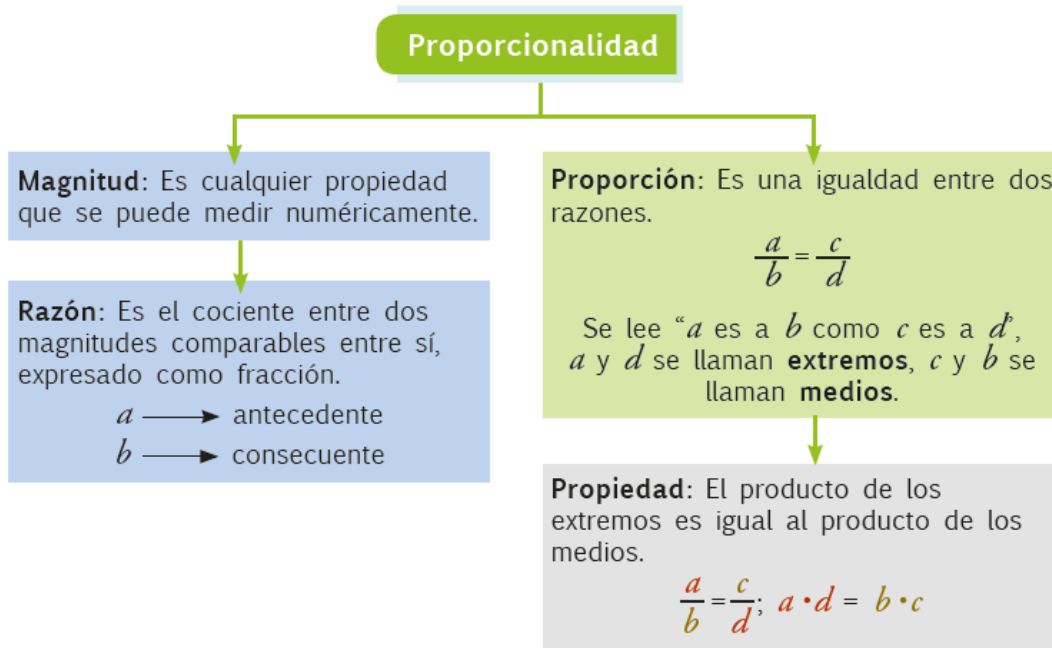 Proporcionalidad
Magnitud: Es cualquier propiedad
que se puede medir numéricamente.
Razón: Es el cociente entre dos
magnitudes comparables entre sí,
expresado como fracción.
a → antecedente
b → consecuente
Proporción: Es una igualdad entre dos
razones.
a/b = c/d
Se lee “a es a b como c es a d”,
a y d se llaman extremos, c y b se
llaman medios.
Propiedad: El producto de los
extremos es igual al producto de los
medios.
a/b = c/d; a • d = b • c